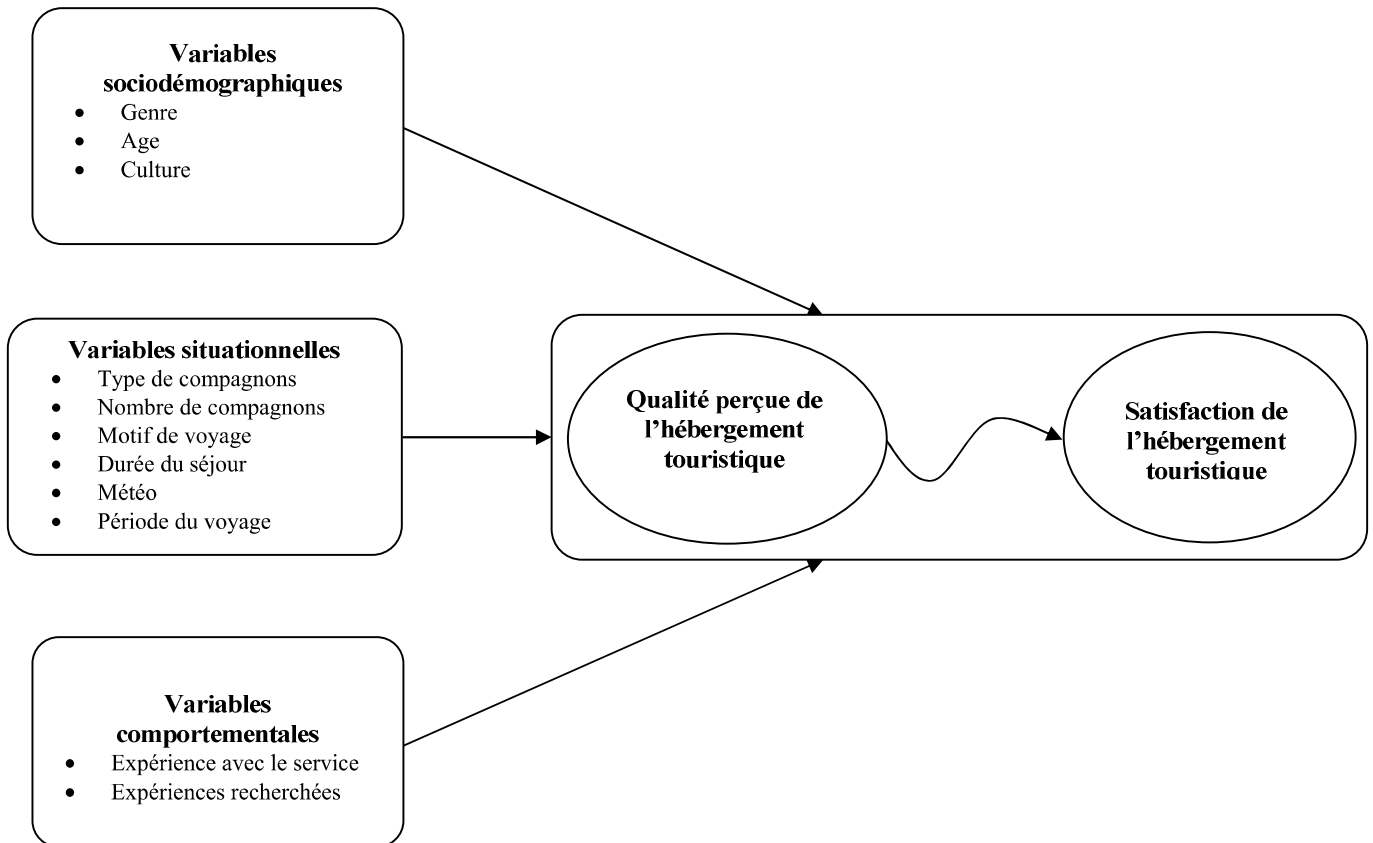 Variables
sociodémographiques
• Genre
• Age
• Culture
Variables situationnelles
• Type de compagnons
• Nombre de compagnons
• Motif de voyage
• Durée du séjour
• Météo
• Période du voyage
Qualité perçue de
l’hébergement
touristique
Satisfaction de
l’hébergement
touristique
Variables
comportementales
• Expérience avec le service
• Expériences recherchées